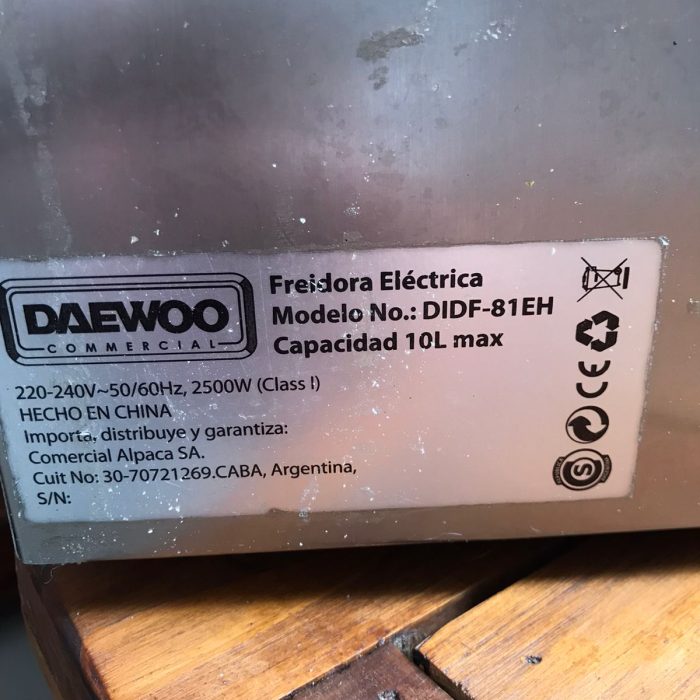 DAEWOO
COMMERCIAL
Freidora Eléctrica
Modelo No.: DIDF-81EH
Capacidad 10L max
220-240V~50/60Hz, 2500W (Class I)
HECHO EN CHINA
Importa, distribuye y garantiza:
Comercial Alpaca SA.
Cuit No: 30-70721269.CABA, Argentina,
S/N:
CE
S